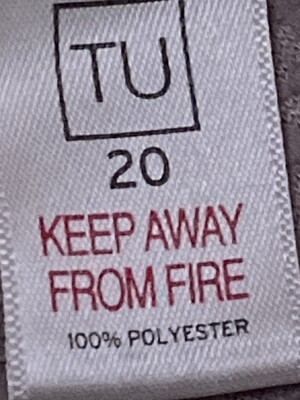 TU
20
KEEP AWAY
FROM FIRE
100% POLYESTER